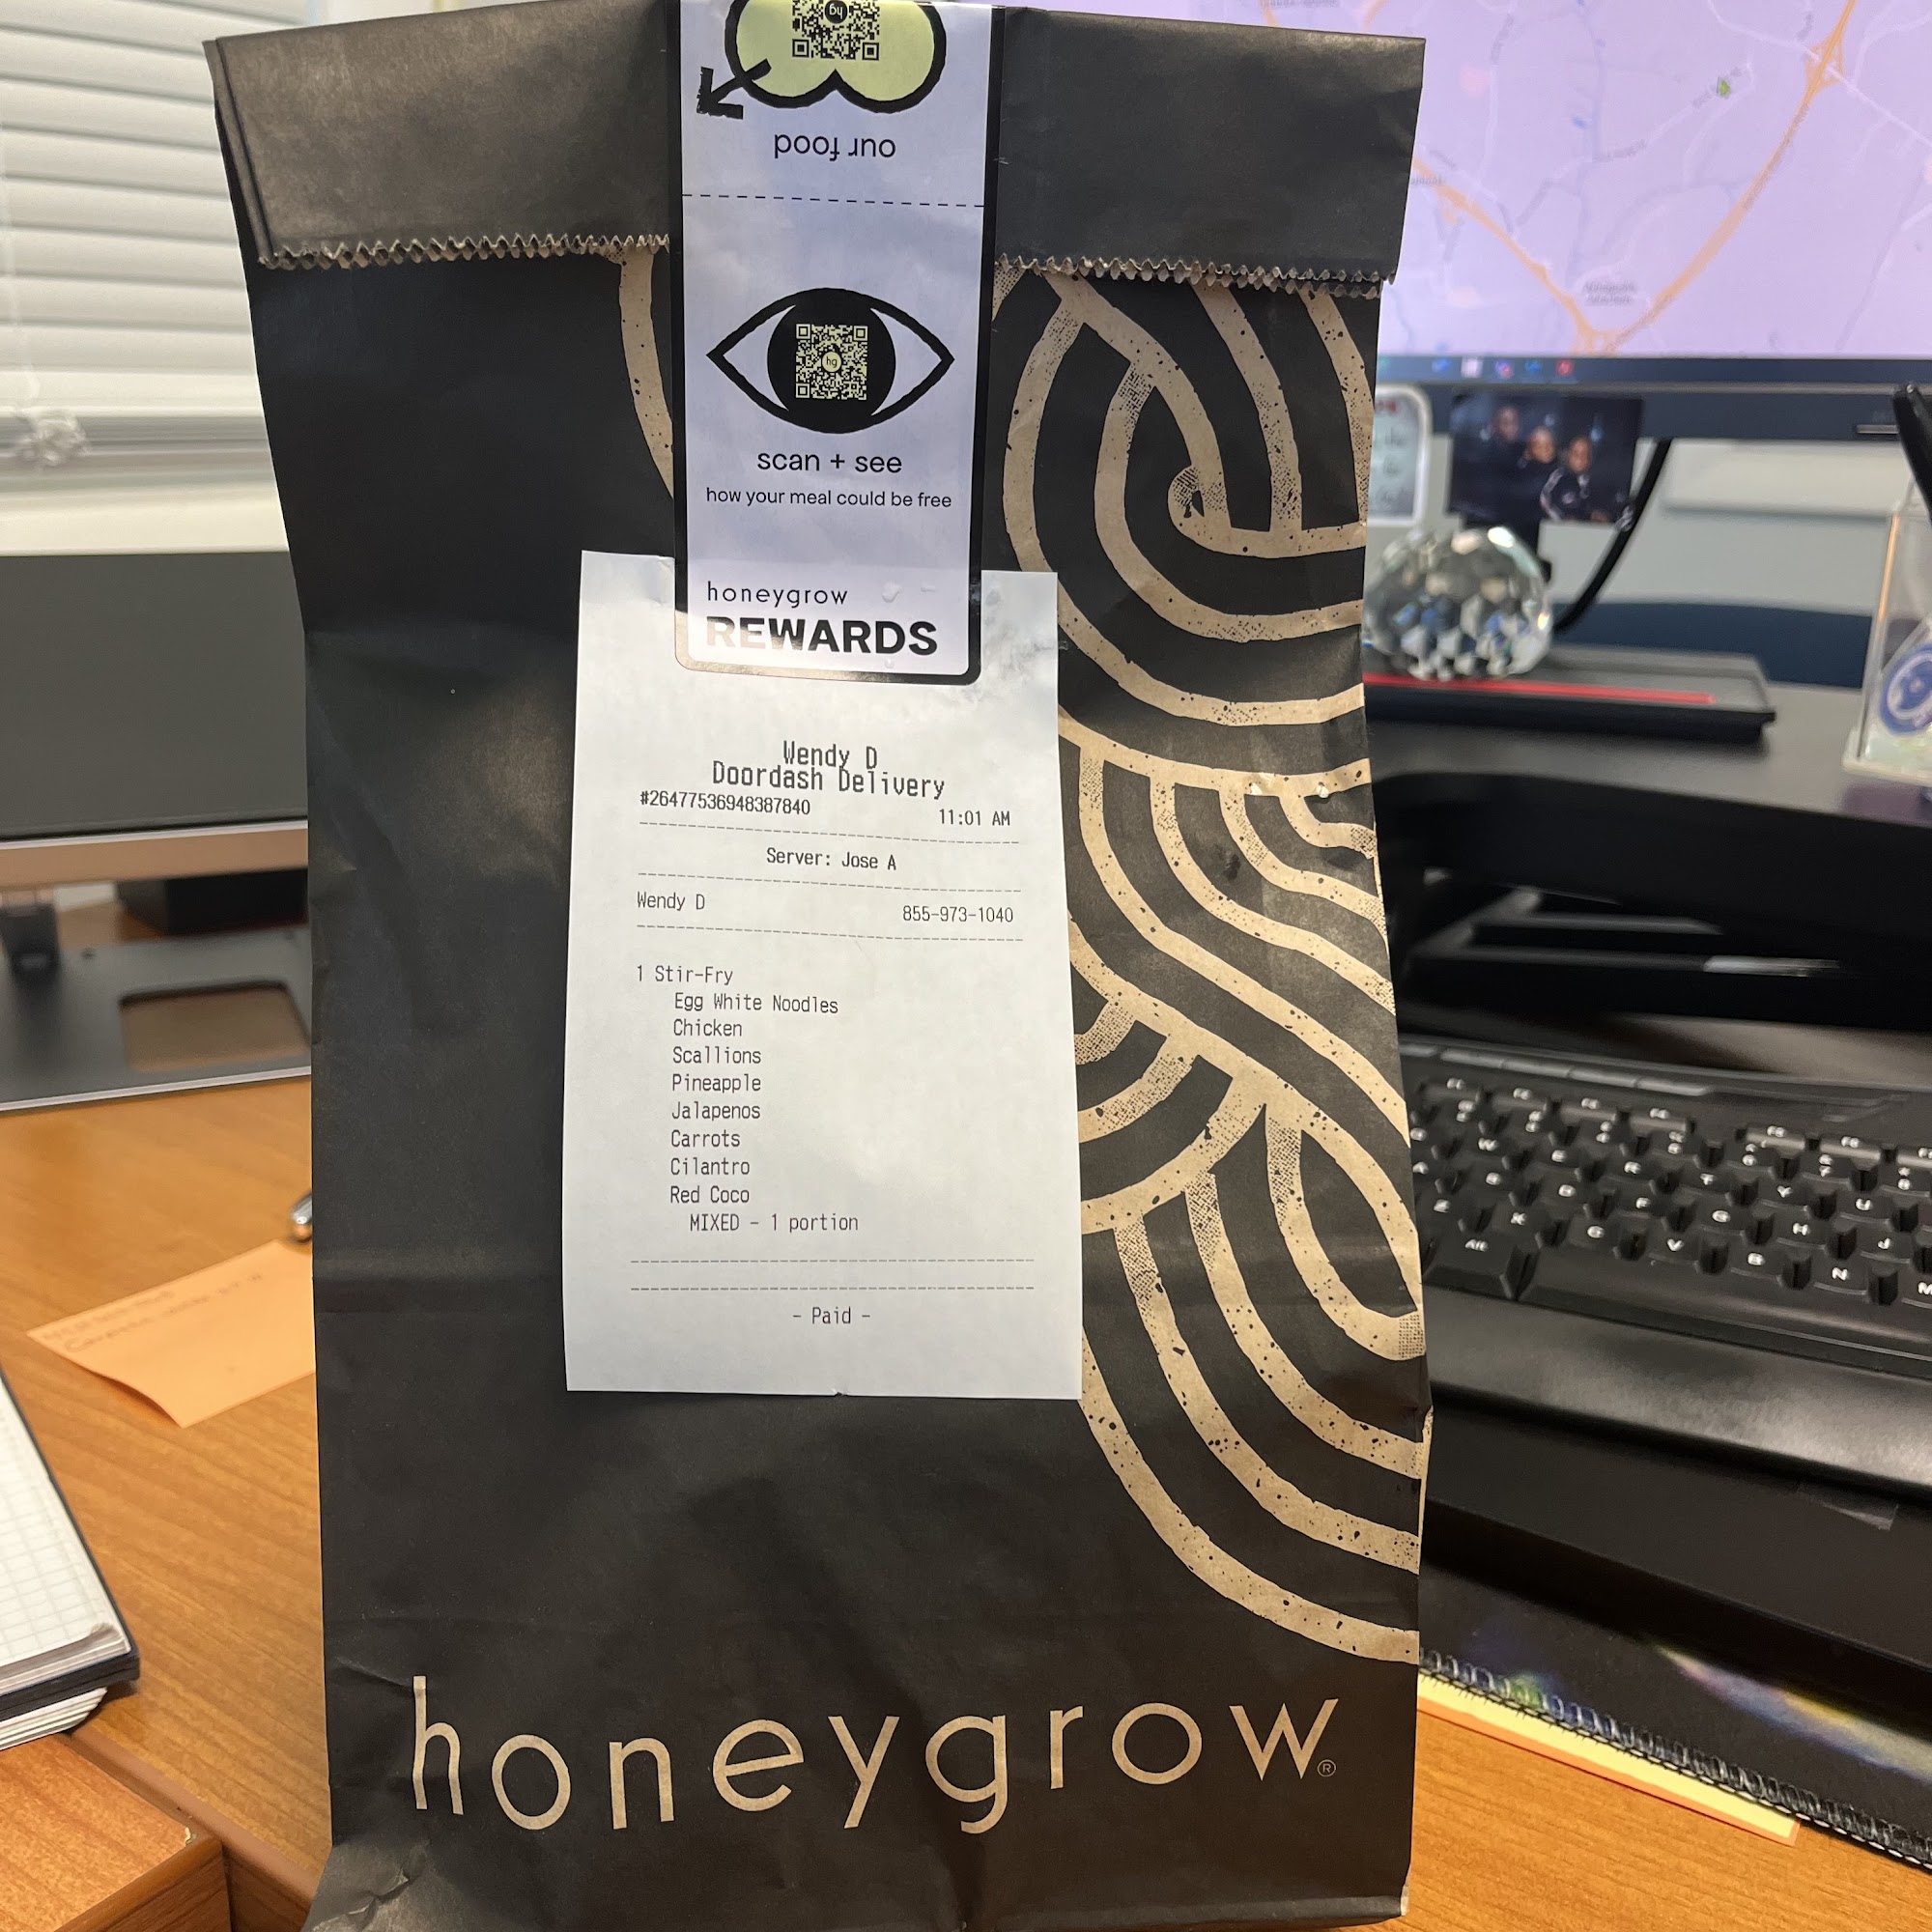 our food
scan + see
how your meal could be free
honeygrow
REWARDS
Wendy D
Doordash Delivery
#26477536948387840
11:01 AM
Server: Jose A
Wendy D
855-973-1040
1 Stir-Fry
Egg White Noodles
Chicken
Scallions
Pineapple
Jalapenos
Carrots
Cilantro
Red Coco
MIXED - 1 portion
- Paid -
honeygrow®